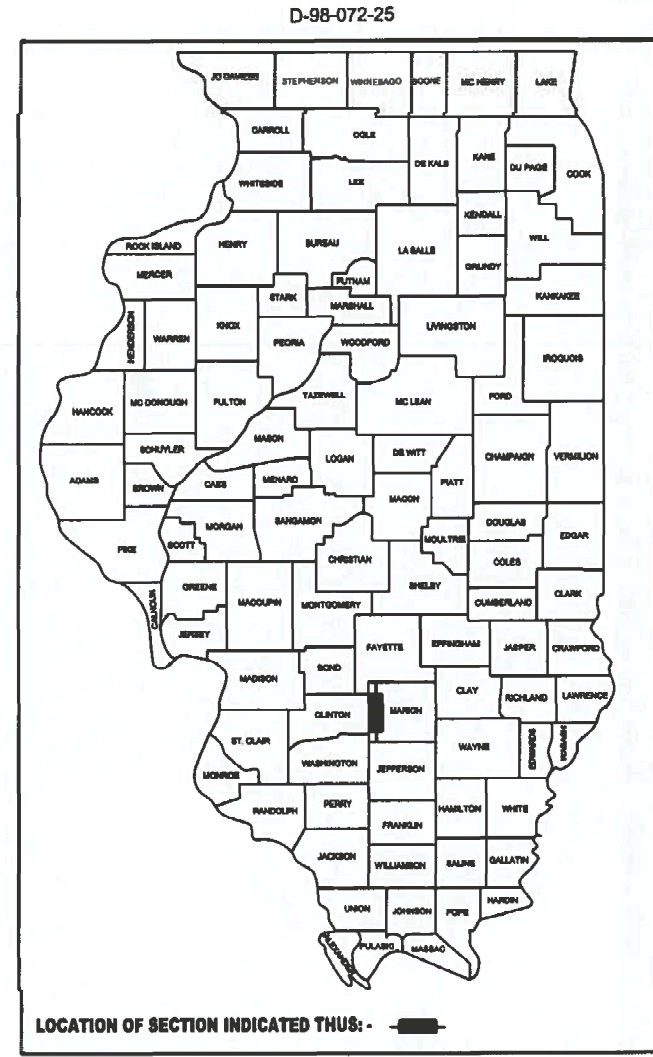 D-98-072-25
JO DAVIESS STEPHENSON WINNEBAGO BOONE MC HENRY LAKE
CARROLL OGLE
DE KALB KANE DU PAGE COOK
WHITESIDE LEE
KENDALL
ROCK ISLAND HENRY BUREAU LA SALLE WILL
MERCER PUTNAM GRUNDY
STARK MARSHALL KANKAKEE
HENDERSON WARREN KNOX PEORIA WOODFORD LIVINGSTON
IROQUOIS
HANCOCK MC DONOUGH FULTON TAZEWELL MC LEAN FORD
MASON
SCHUYLER LOGAN DE WITT CHAMPAIGN VERMILION
ADAMS BROWN CASS MENARD PIATT
MACON
PIKE SCOTT MORGAN SANGAMON MOULTRIE DOUGLAS EDGAR
CHRISTIAN COLES
CALHOUN GREENE MACOUPIN MONTGOMERY SHELBY CUMBERLAND CLARK
JERSEY FAYETTE EFFINGHAM JASPER CRAWFORD
MADISON BOND
CLAY RICHLAND LAWRENCE
CLINTON MARION
ST. CLAIR WAYNE EDWARDS WABASH
MONROE WASHINGTON JEFFERSON
RANDOLPH PERRY HAMILTON WHITE
FRANKLIN
JACKSON WILLIAMSON SALINE GALLATIN
UNION JOHNSON POPE HARDIN
ALEXANDER PULASKI MASSAC
LOCATION OF SECTION INDICATED THUS: -